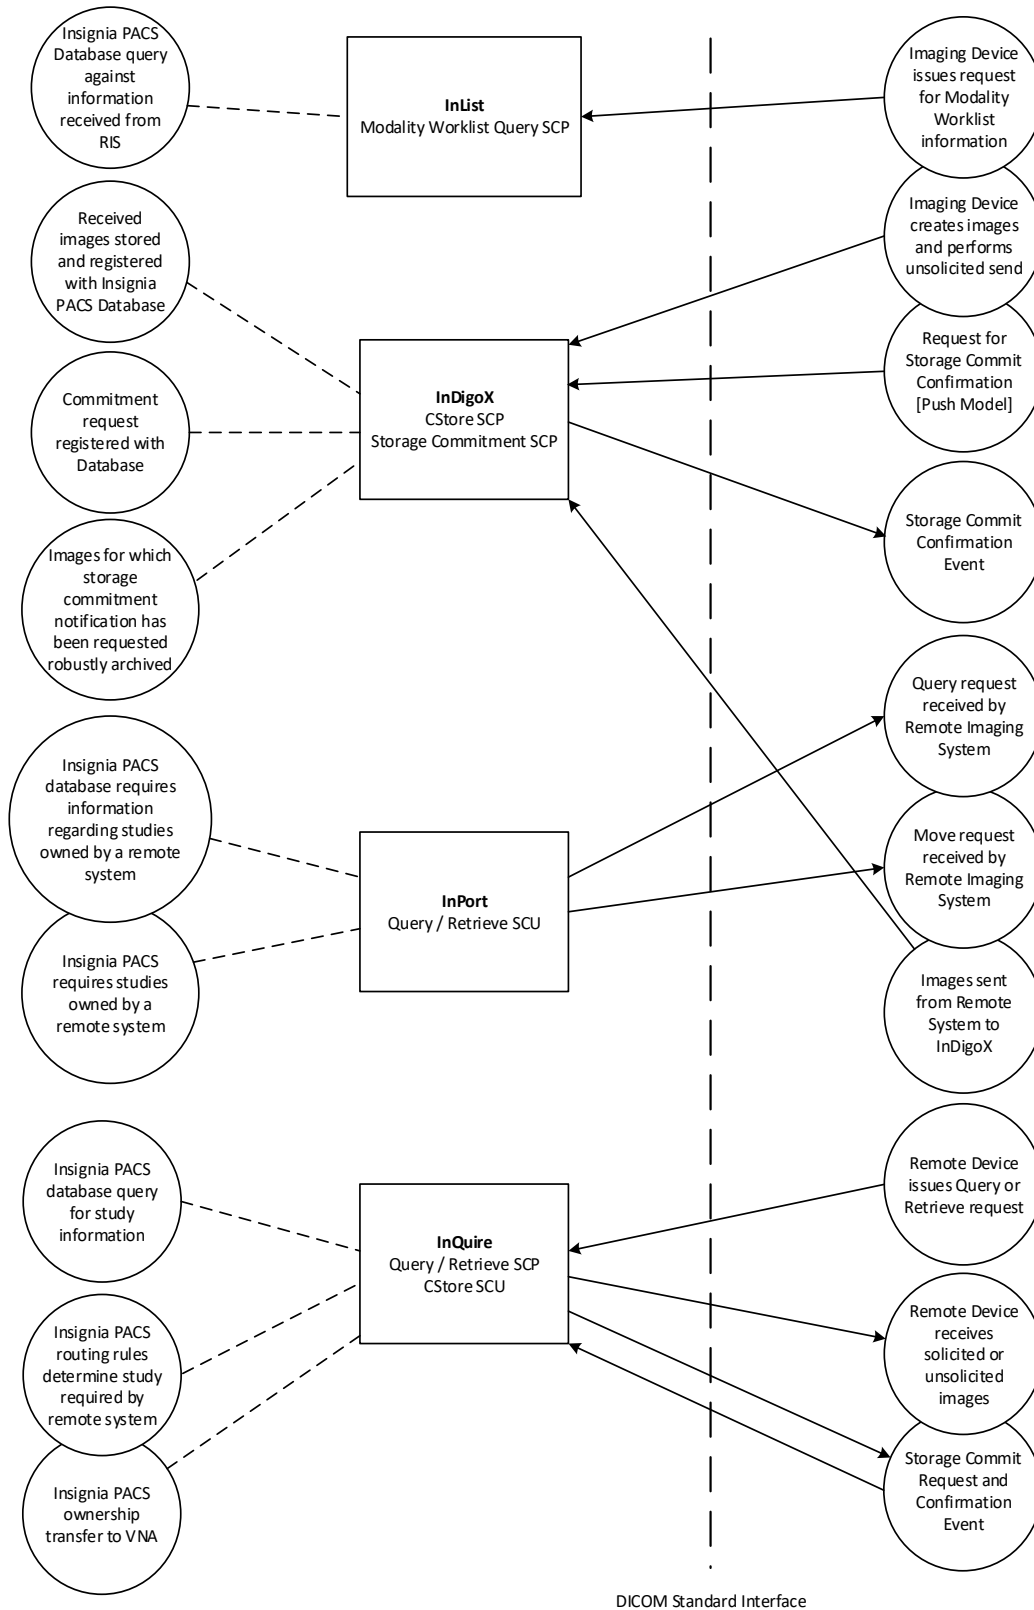 Insignia PACS
Database query
against
information
received from
RIS
InList
Modality Worklist Query SCP
Imaging Device
issues request
for Modality
Worklist
information
Received
images stored
and registered
with Insignia
PACS Database
Imaging Device
creates images
and performs
unsolicited send
Commitment
request
registered with
Database
InDigoX
CStore SCP
Storage Commitment SCP
Request for
Storage Commit
Confirmation
[Push Model]
Images for which
storage
commitment
notification has
been requested
robustly archived
Storage Commit
Confirmation
Event
Insignia PACS
database requires
information
regarding studies
owned by a remote
system
Query request
received by
Remote Imaging
System
InPort
Query / Retrieve SCU
Move request
received by
Remote Imaging
System
Insignia PACS
requires studies
owned by a
remote system
Images sent
from Remote
System to
InDigoX
Insignia PACS
database query
for study
information
InQuire
Query / Retrieve SCP
CStore SCU
Remote Device
issues Query or
Retrieve request
Insignia PACS
routing rules
determine study
required by
remote system
Remote Device
receives
solicited or
unsolicited
images
Insignia PACS
ownership
transfer to VNA
Storage Commit
Request and
Confirmation
Event
DICOM Standard Interface